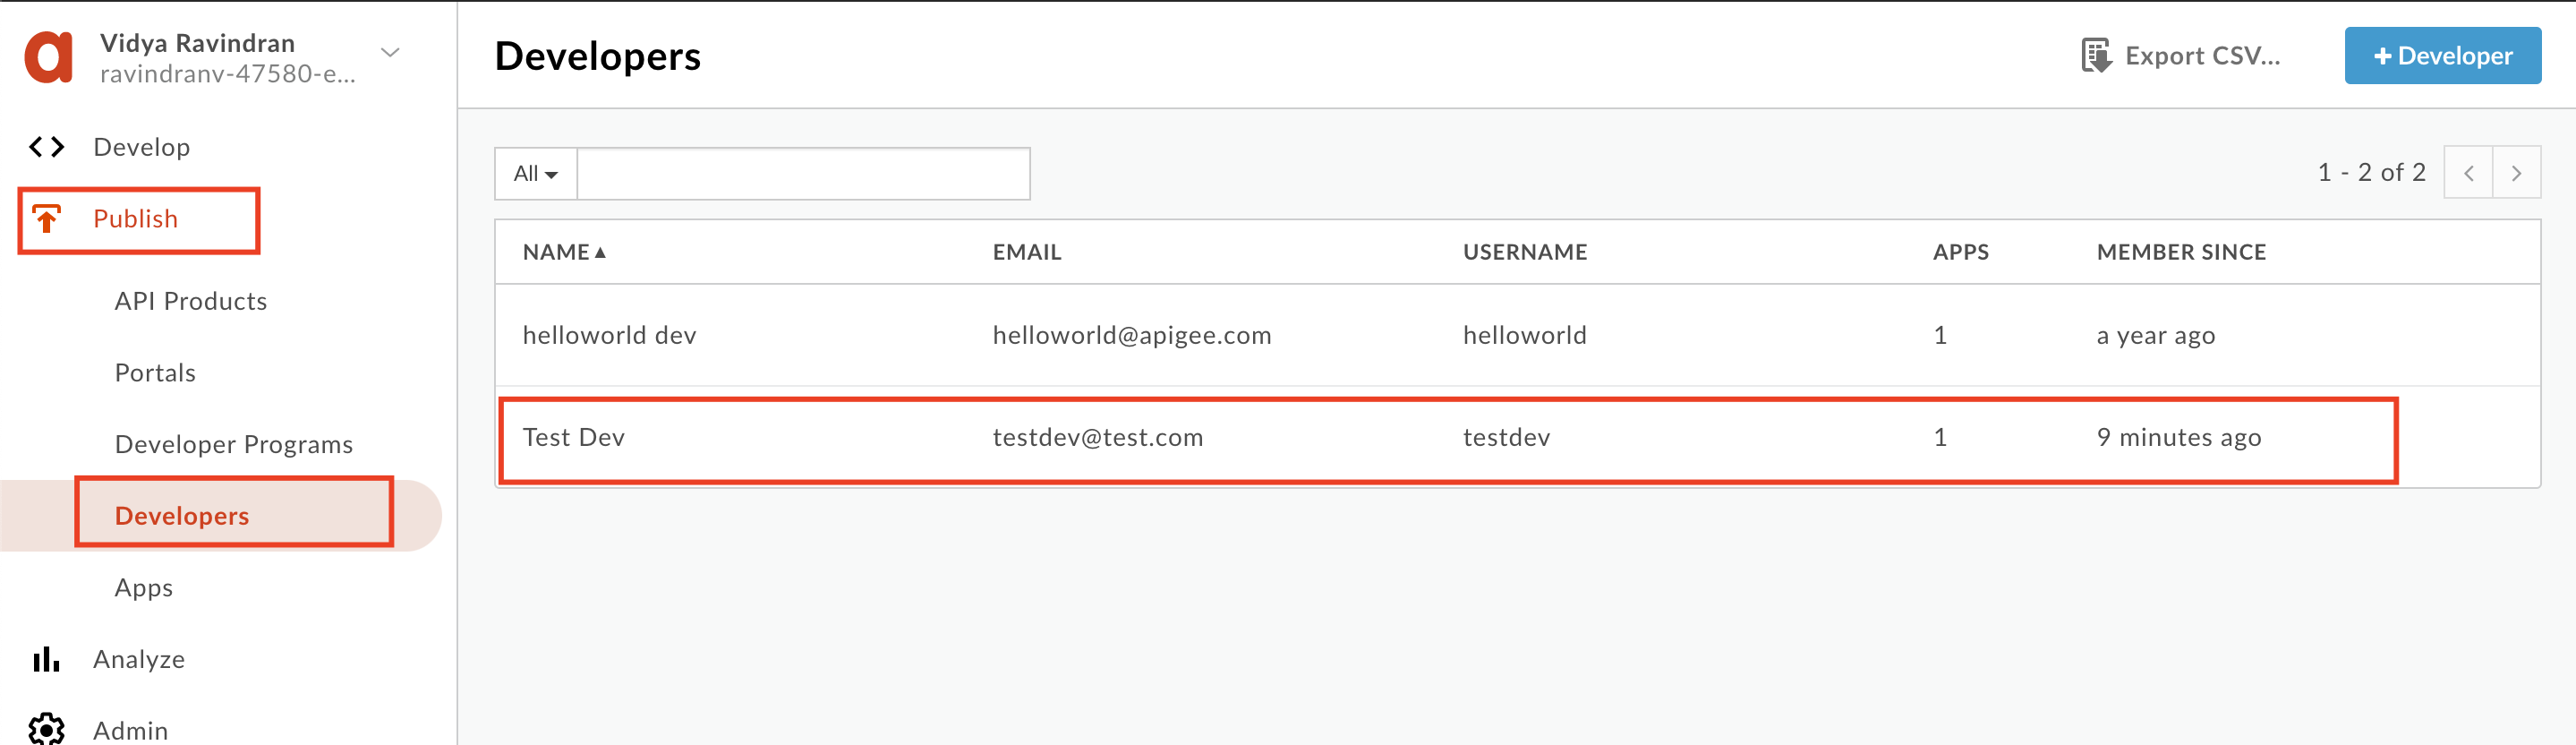 Vidya Ravindran
ravindranv-47580-e...
Develop
Publish
API Products
Portals
Developer Programs
Developers
Apps
Analyze
Admin
Developers
Export CSV...
+ Developer
All
1 - 2 of 2
NAME EMAIL USERNAME APPS MEMBER SINCE
helloworld dev helloworld@apigee.com helloworld 1 a year ago
Test Dev testdev@test.com testdev 1 9 minutes ago